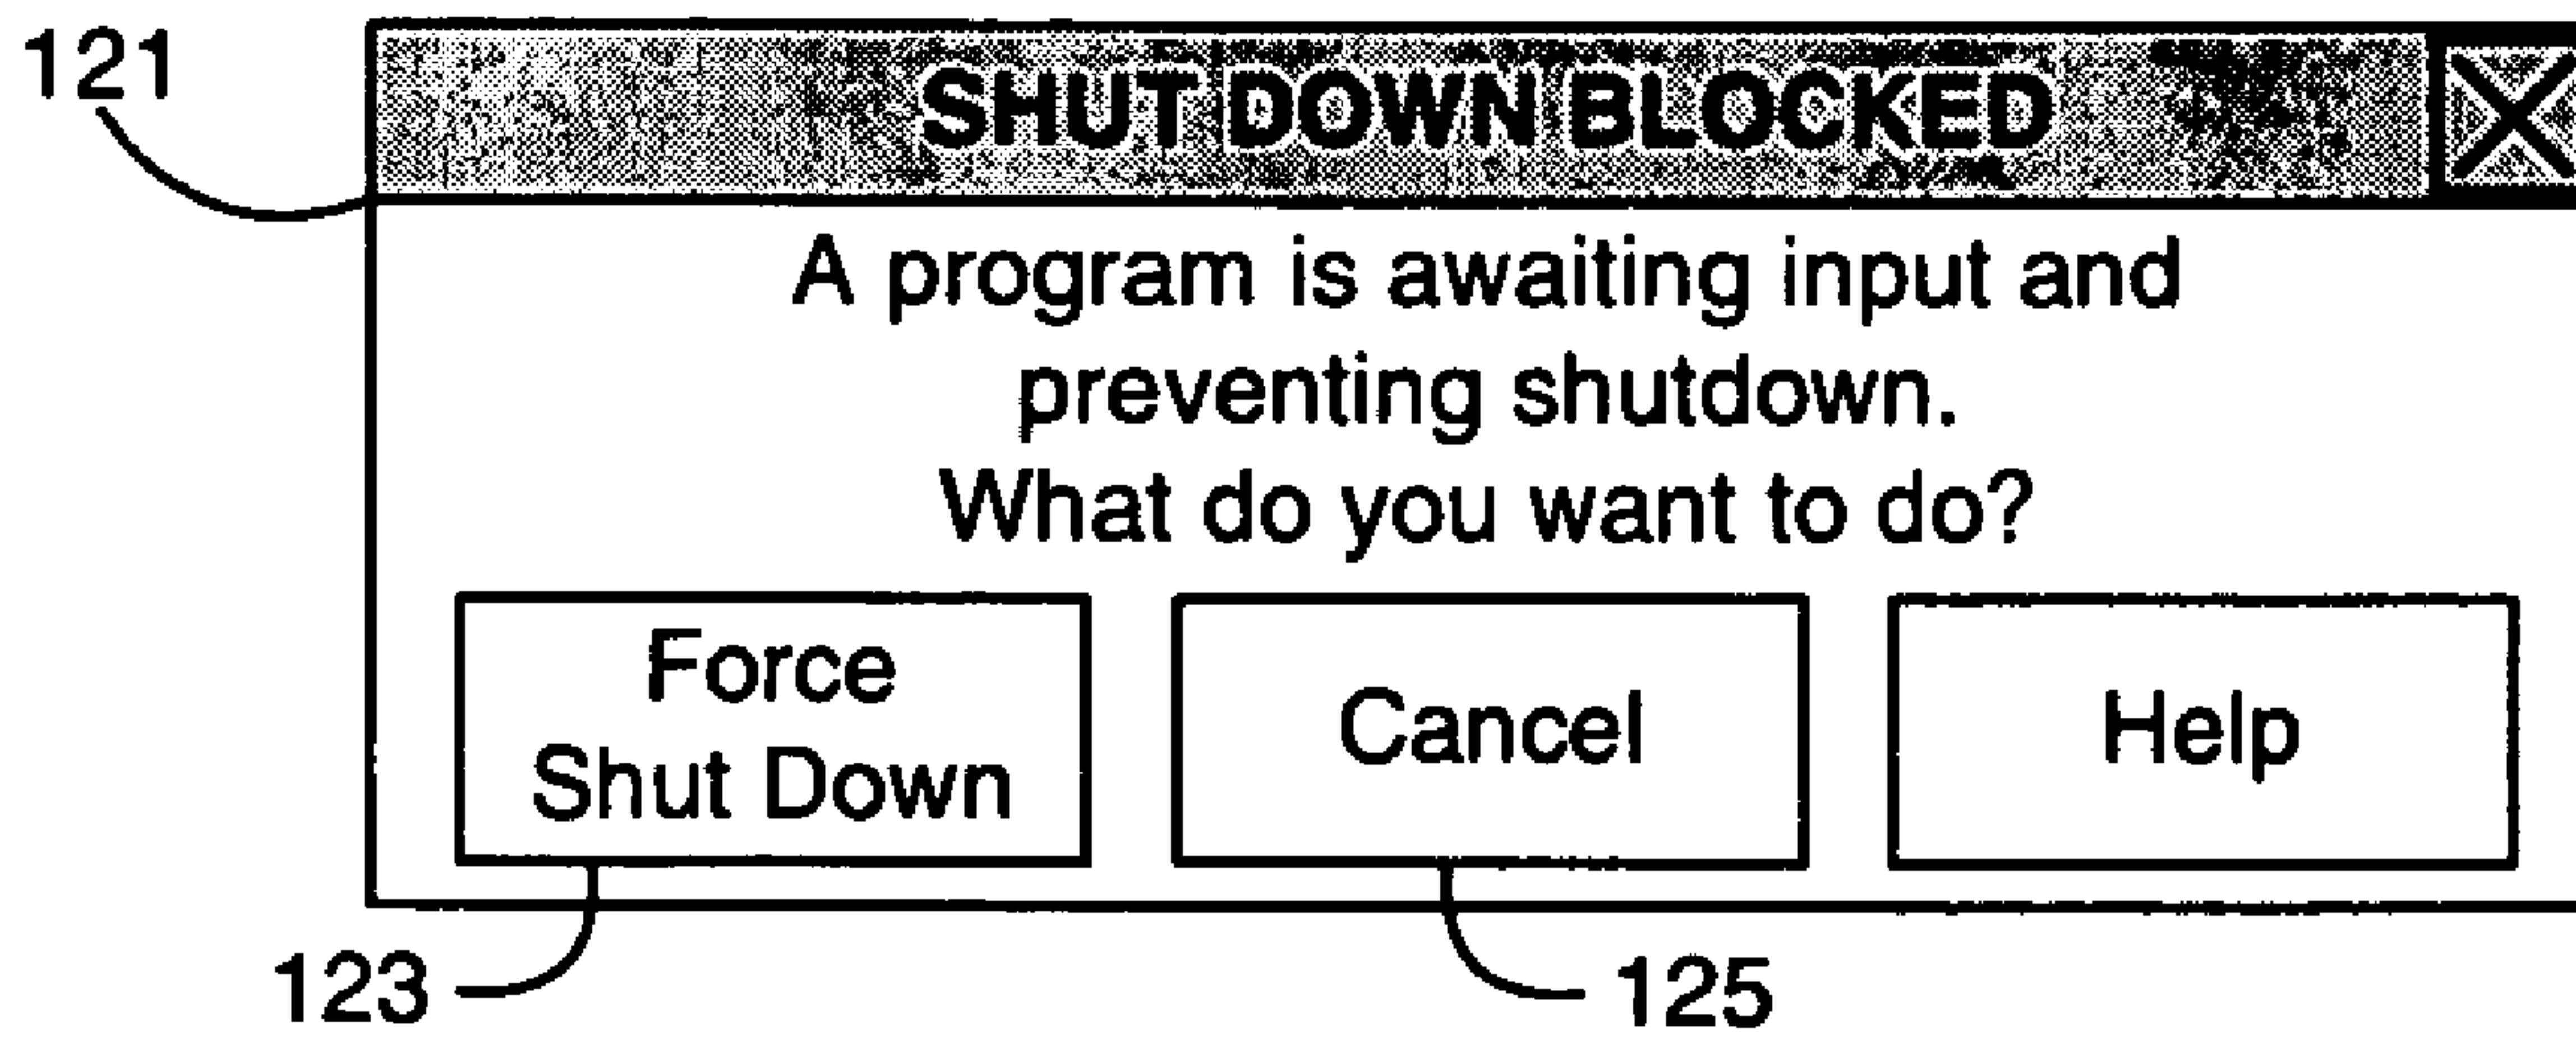 121
SHUT DOWN BLOCKED
A program is awaiting input and
preventing shutdown.
What do you want to do?
Force
Shut Down
Cancel
Help
123
125